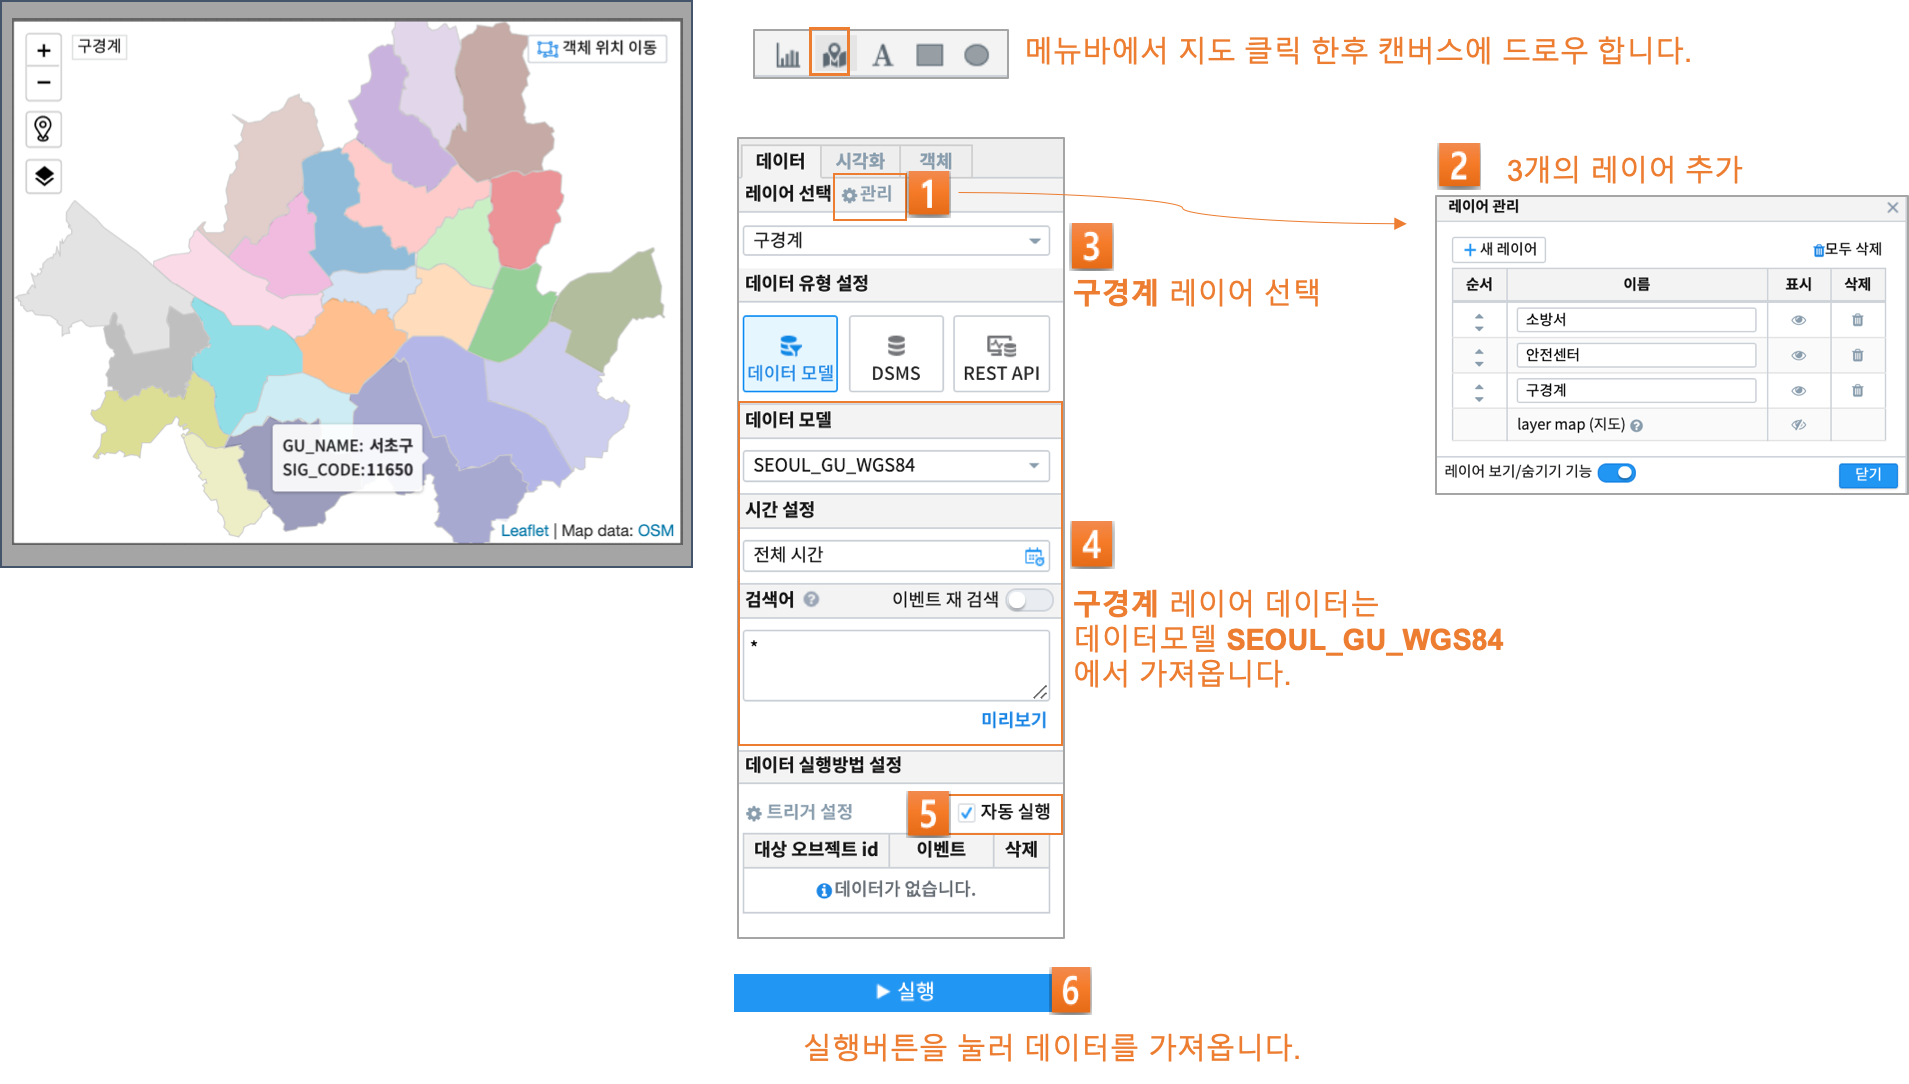 +
구경계
객체 위치 이동
−
GU_NAME: 서초구
SIG_CODE:11650
Leaflet | Map data: OSM
A
메뉴바에서 지도 클릭 한후 캔버스에 드로우 합니다.
데이터 시각화 객체
레이어 선택 관리
1
구경계
3
구경계 레이어 선택
데이터 유형 설정
데이터 모델
DSMS
REST API
데이터 모델
SEOUL_GU_WGS84
시간 설정
전체 시간
4
구경계 레이어 데이터는
데이터모델 SEOUL_GU_WGS84
에서 가져옵니다.
검색어 ? 이벤트 재 검색
*
미리보기
데이터 실행방법 설정
트리거 설정
5
자동 실행
대상 오브젝트 id 이벤트 삭제
데이터가 없습니다.
실행
6
실행버튼을 눌러 데이터를 가져옵니다.
2
3개의 레이어 추가
레이어 관리
+ 새 레이어
모두 삭제
순서 이름 표시 삭제
소방서
안전센터
구경계
layer map (지도) ?
레이어 보기/숨기기 기능
닫기